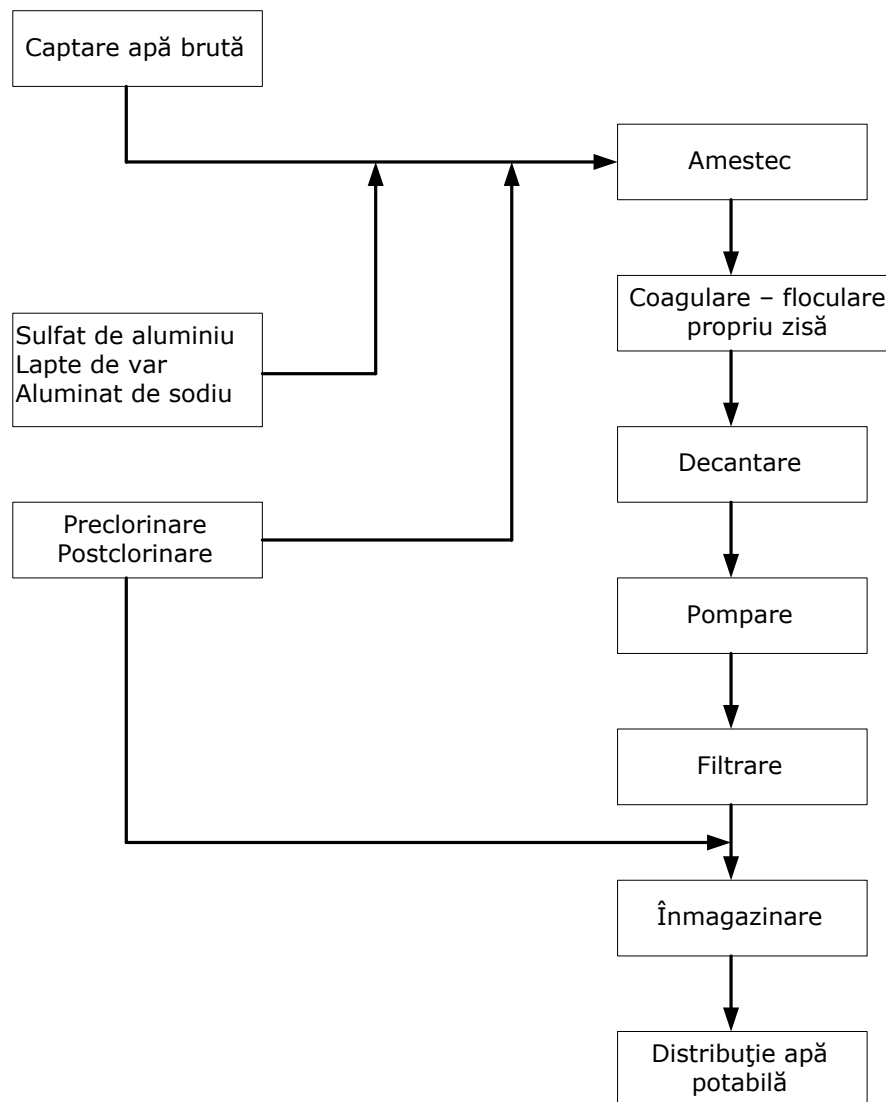 Captare apă brută
Amestec
Coagulare – floculare
propriu zisă
Sulfat de aluminiu
Lapte de var
Aluminat de sodiu
Decantare
Preclorinare
Postclorinare
Pompare
Filtrare
Înmagazinare
Distribuţie apă
potabilă